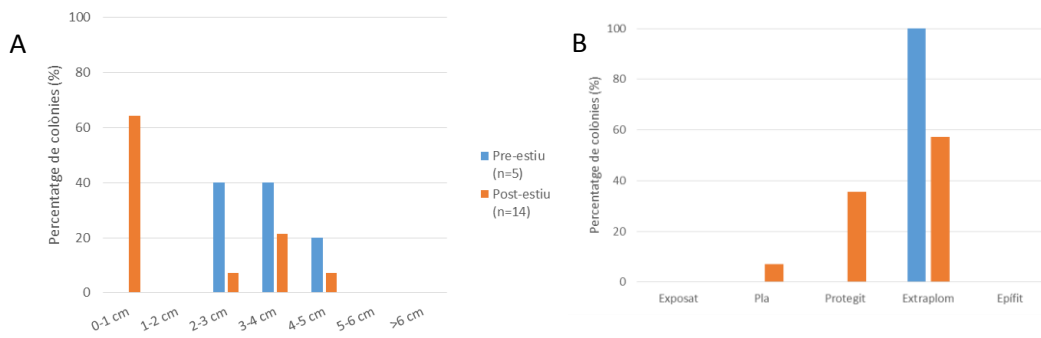 A
Percentatge de colònies (%)
100
80
60
40
20
0
0-1 cm
1-2 cm
2-3 cm
3-4 cm
4-5 cm
5-6 cm
>6 cm
Pre-estiu
(n=5)
Post-estiu
(n=14)
B
Percentatge de colònies (%)
100
80
60
40
20
0
Exposat
Pla
Protegit
Extraplom
Epífit